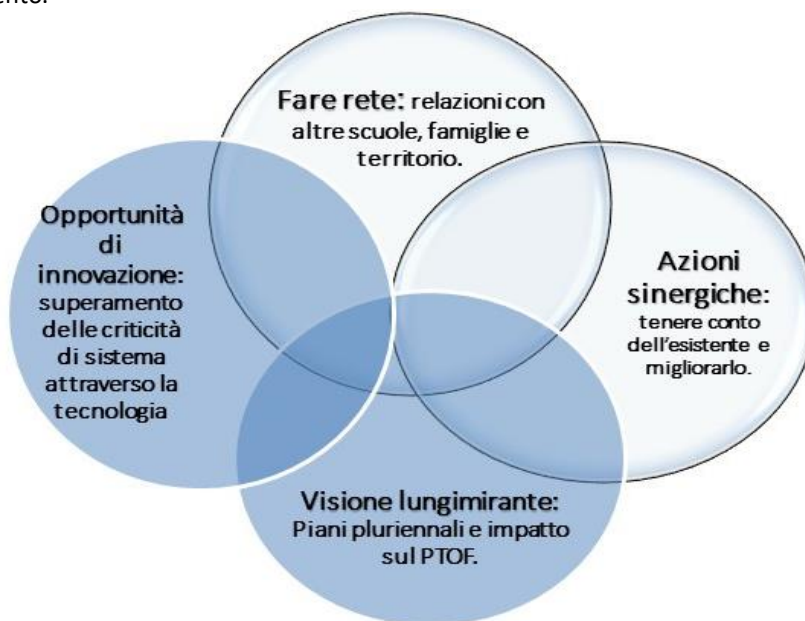 Fare rete: relazioni con
altre scuole, famiglie e
territorio.
Opportunità
di
innovazione:
superamento
delle criticità
di sistema
attraverso la
tecnologia
Azioni
sinergiche:
tenere conto
dell'esistente e
migliorarlo.
Visione lungimirante:
Piani pluriennali e impatto
sul PTOF.